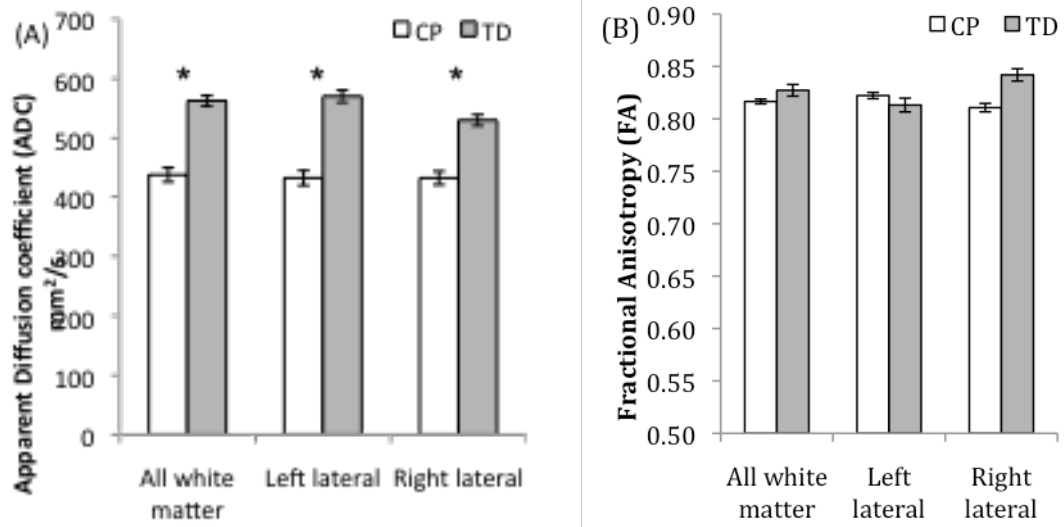 (A)
CP TD
Apparent Diffusion coefficient (ADC)
mm²/s
700
600
500
400
300
200
100
0
* * *
All white
matter
Left lateral
Right lateral
(B)
CP TD
Fractional Anisotropy (FA)
0.90
0.85
0.80
0.75
0.70
0.65
0.60
0.55
0.50
All white
matter
Left
lateral
Right
lateral